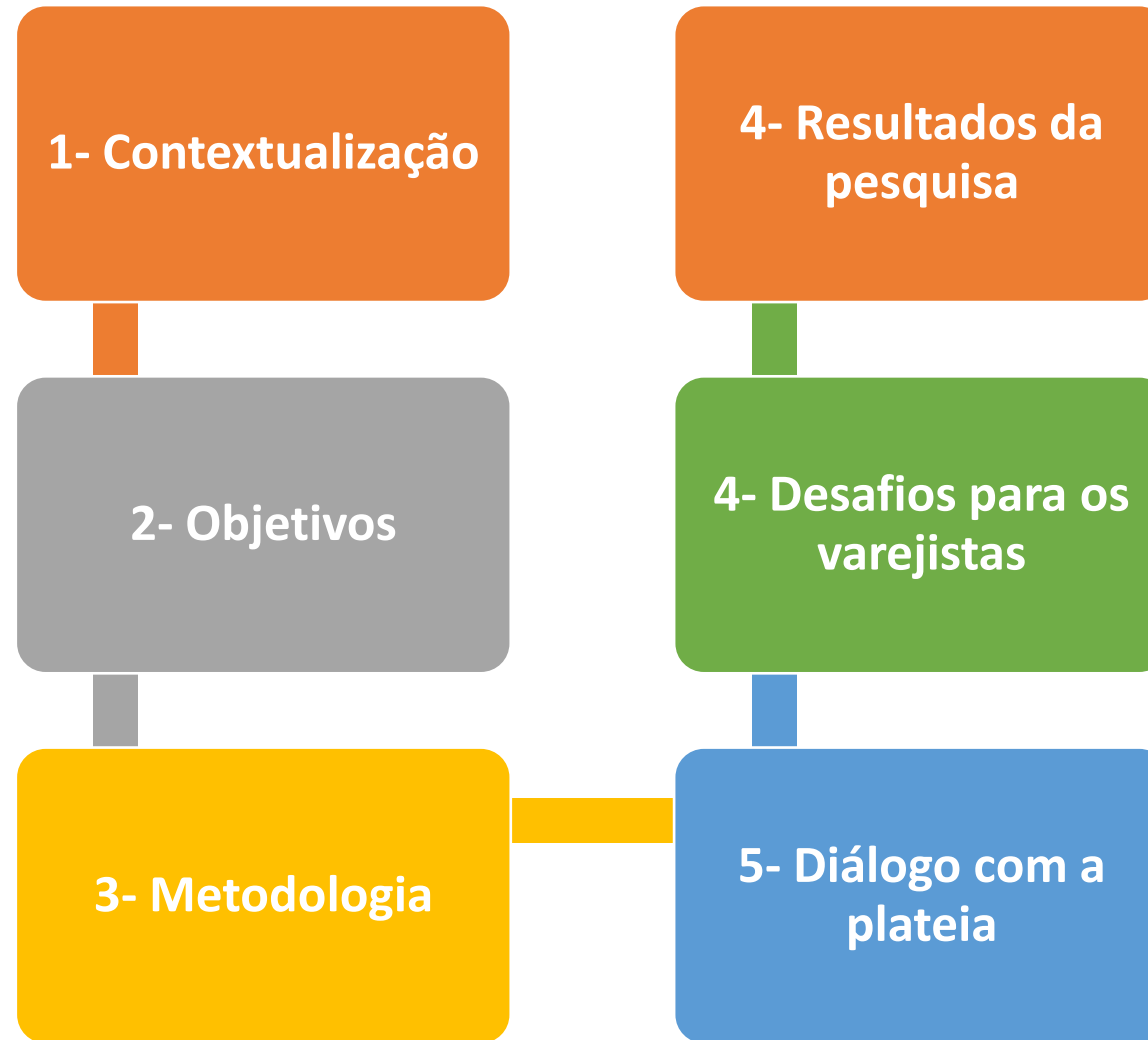 1- Contextualização
2- Objetivos
3- Metodologia
4- Resultados da
pesquisa
4- Desafios para os
varejistas
5- Diálogo com a
plateia